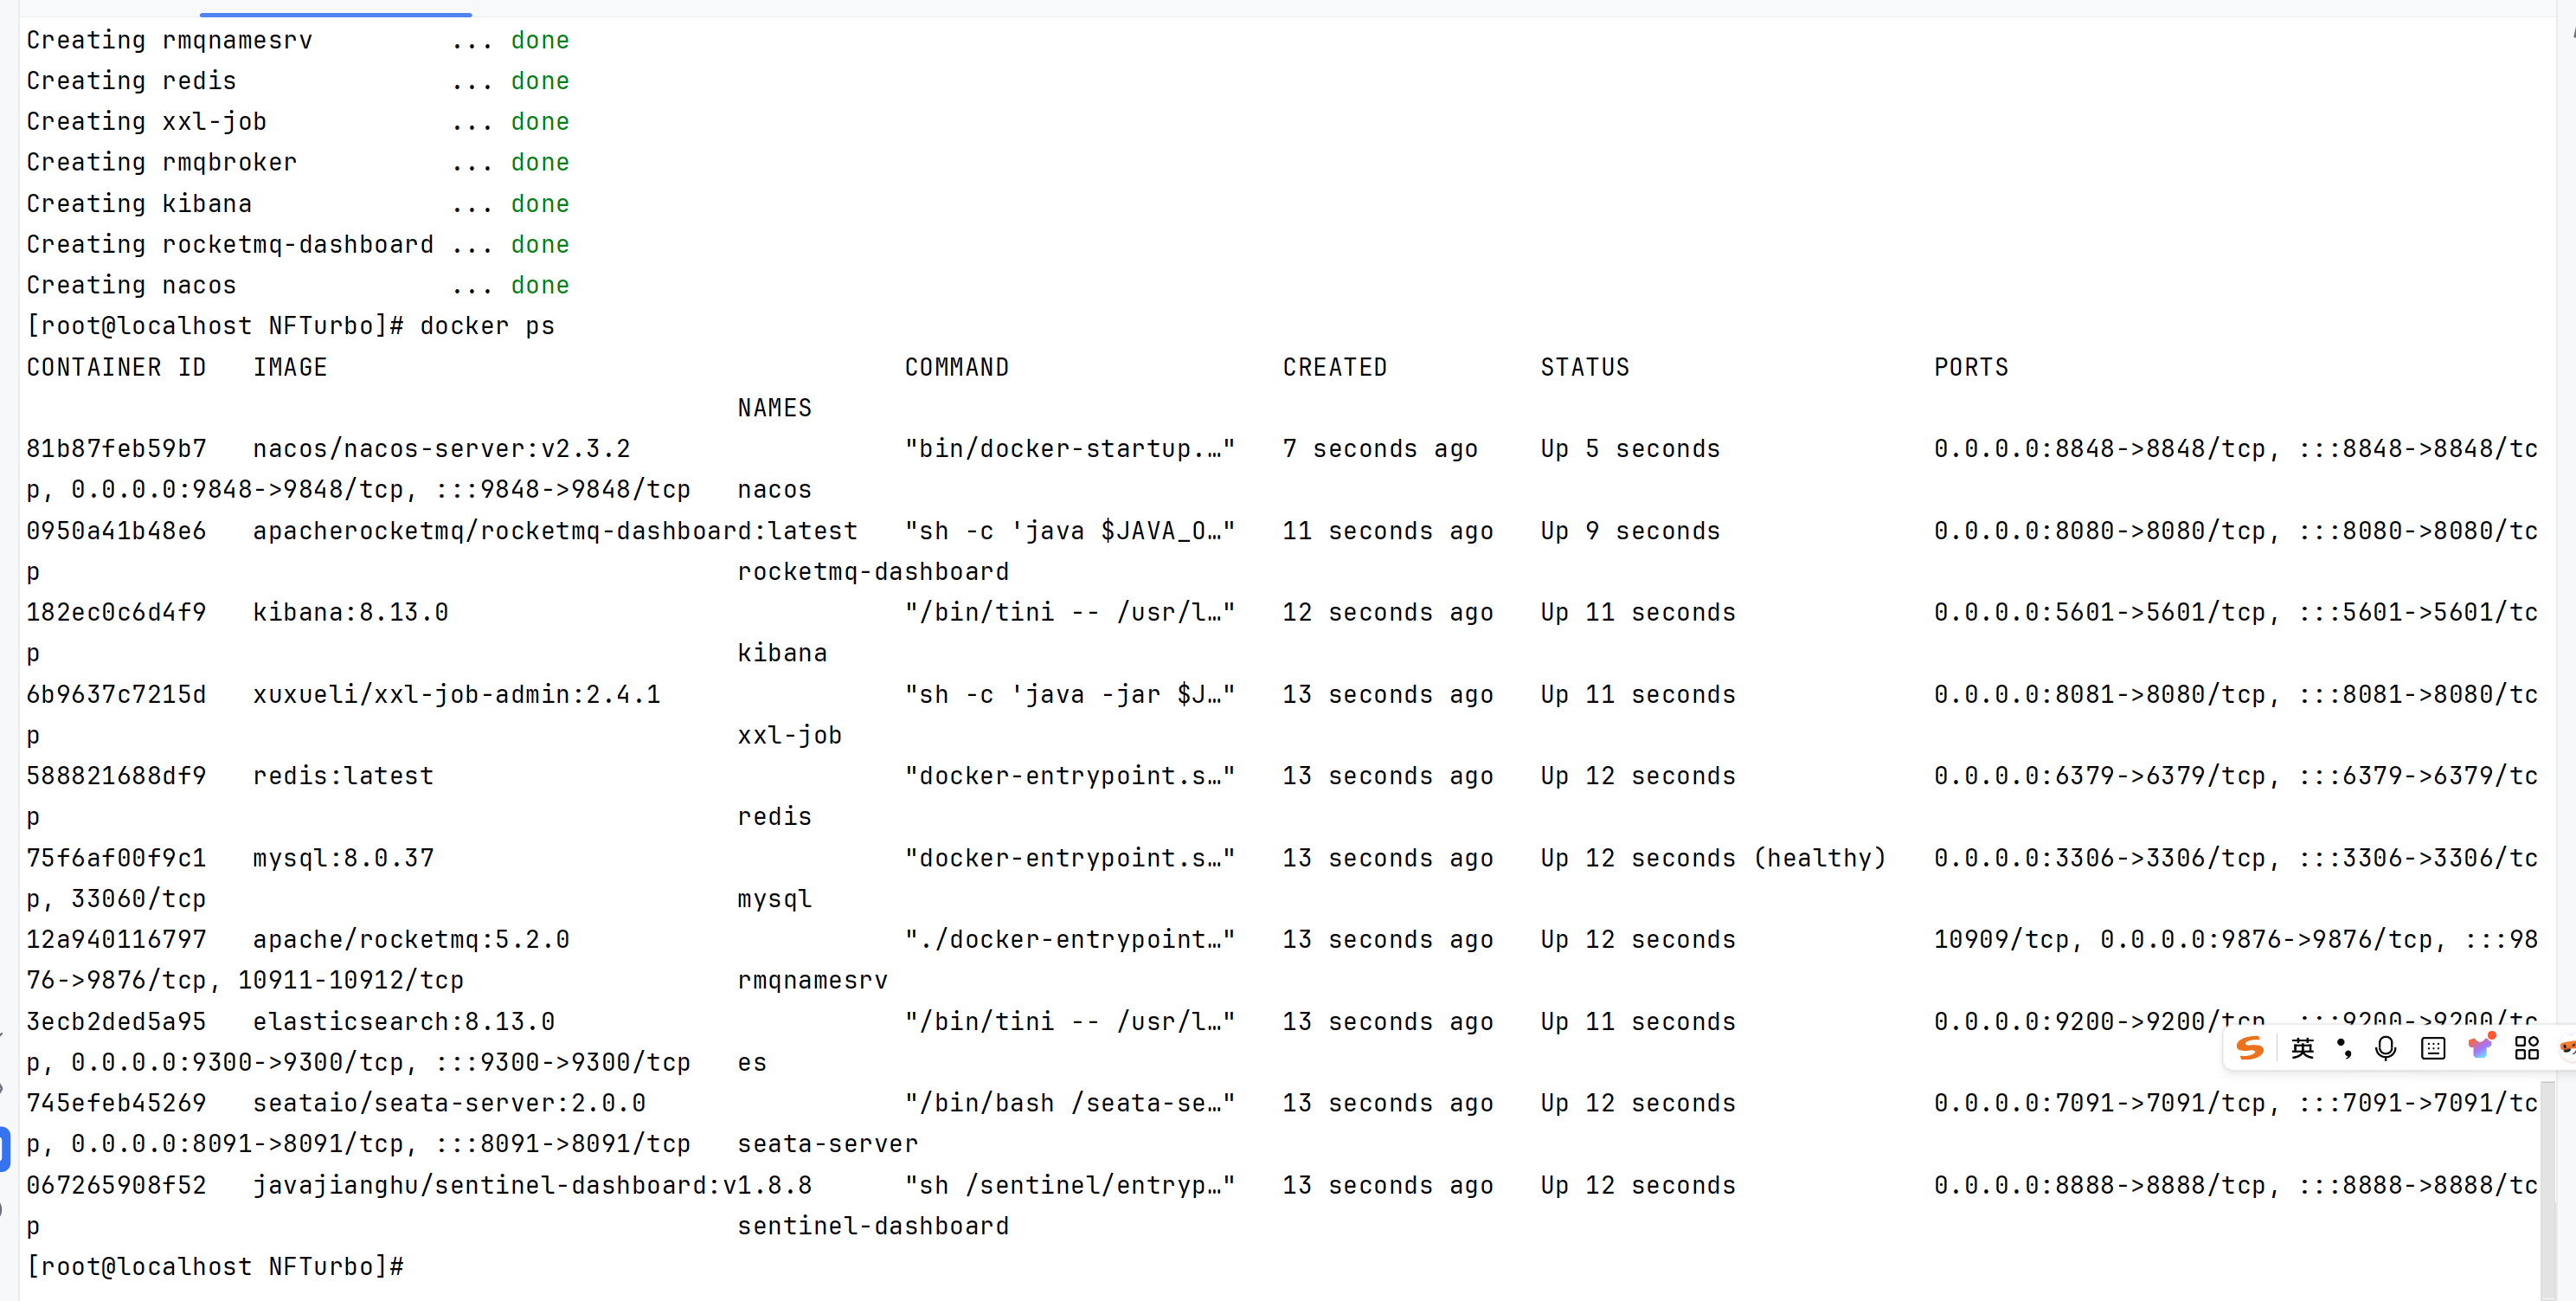 Creating rmqnamesrv         ... done
Creating redis              ... done
Creating xxl-job            ... done
Creating rmqbroker          ... done
Creating kibana             ... done
Creating rocketmq-dashboard ... done
Creating nacos              ... done
[root@localhost NFTurbo]# docker ps
CONTAINER ID   IMAGE                                      COMMAND                  CREATED          STATUS                    PORTS
NAMES
81b87feb59b7   nacos/nacos-server:v2.3.2                  "bin/docker-startup.…"   7 seconds ago    Up 5 seconds              0.0.0.0:8848->8848/tcp, :::8848->8848/tc
p, 0.0.0.0:9848->9848/tcp, :::9848->9848/tcp   nacos
0950a41b48e6   apacherocketmq/rocketmq-dashboard:latest   "sh -c 'java $JAVA_O…"   11 seconds ago   Up 9 seconds              0.0.0.0:8080->8080/tcp, :::8080->8080/tc
p                                              rocketmq-dashboard
182ec0c6d4f9   kibana:8.13.0                              "/bin/tini -- /usr/l…"   12 seconds ago   Up 11 seconds             0.0.0.0:5601->5601/tcp, :::5601->5601/tc
p                                              kibana
6b9637c7215d   xuxueli/xxl-job-admin:2.4.1                "sh -c 'java -jar $J…"   13 seconds ago   Up 11 seconds             0.0.0.0:8081->8080/tcp, :::8081->8080/tc
p                                              xxl-job
588821688df9   redis:latest                               "docker-entrypoint.s…"   13 seconds ago   Up 12 seconds             0.0.0.0:6379->6379/tcp, :::6379->6379/tc
p                                              redis
75f6af00f9c1   mysql:8.0.37                               "docker-entrypoint.s…"   13 seconds ago   Up 12 seconds (healthy)   0.0.0.0:3306->3306/tcp, :::3306->3306/tc
p, 33060/tcp                                   mysql
12a940116797   apache/rocketmq:5.2.0                      "./docker-entrypoint…"   13 seconds ago   Up 12 seconds             10909/tcp, 0.0.0.0:9876->9876/tcp, :::98
76->9876/tcp, 10911-10912/tcp                  rmqnamesrv
3ecb2ded5a95   elasticsearch:8.13.0                       "/bin/tini -- /usr/l…"   13 seconds ago   Up 11 seconds             0.0.0.0:9200->9200/tcp, :::9200->9200/tc
p, 0.0.0.0:9300->9300/tcp, :::9300->9300/tcp   es
英
745efeb45269   seataio/seata-server:2.0.0                 "/bin/bash /seata-se…"   13 seconds ago   Up 12 seconds             0.0.0.0:7091->7091/tcp, :::7091->7091/tc
p, 0.0.0.0:8091->8091/tcp, :::8091->8091/tcp   seata-server
067265908f52   javajianghu/sentinel-dashboard:v1.8.8      "sh /sentinel/entryp…"   13 seconds ago   Up 12 seconds             0.0.0.0:8888->8888/tcp, :::8888->8888/tc
p                                              sentinel-dashboard
[root@localhost NFTurbo]#